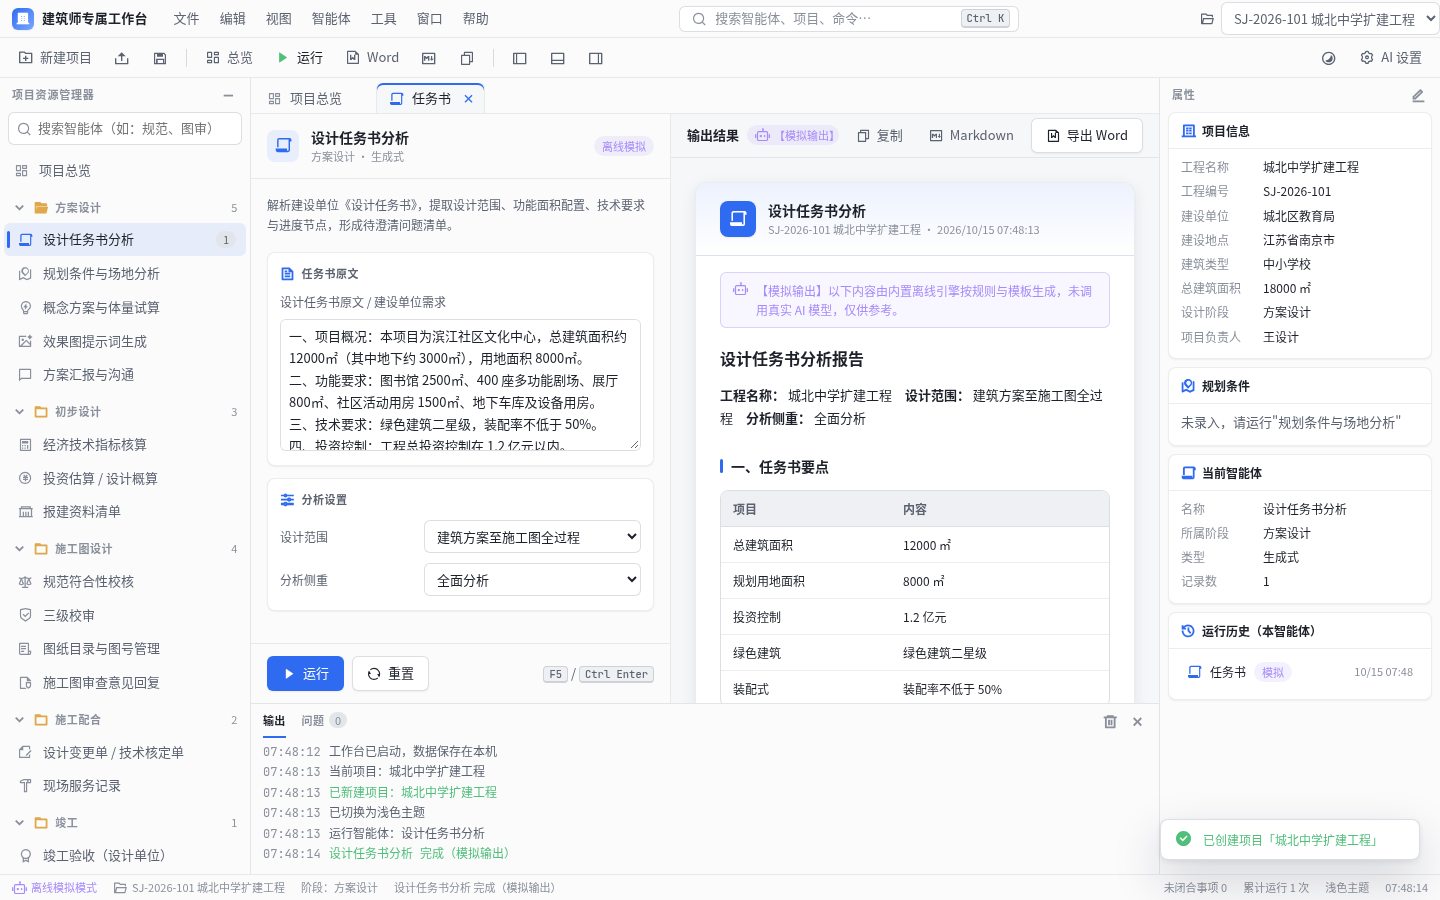 建筑师专属工作台 文件 编辑 视图 智能体 工具 窗口 帮助 搜索智能体、项目、命令… Ctrl K SJ-2026-101 城北中学扩建工程
新建项目 总览 运行 Word AI 设置
项目资源管理器
搜索智能体（如：规范、图审）
项目总览
方案设计 5
设计任务书分析 1
规划条件与场地分析
概念方案与体量试算
效果图提示词生成
方案汇报与沟通
初步设计 3
经济技术指标核算
投资估算 / 设计概算
报建资料清单
施工图设计 4
规范符合性校核
三级校审
图纸目录与图号管理
施工图审查意见回复
施工配合 2
设计变更单 / 技术核定单
现场服务记录
竣工 1
竣工验收（设计单位）
项目总览 任务书
设计任务书分析
方案设计 · 生成式
离线模拟
解析建设单位《设计任务书》，提取设计范围、功能面积配置、技术要求
与进度节点，形成待澄清问题清单。
任务书原文
设计任务书原文 / 建设单位需求
一、项目概况：本项目为滨江社区文化中心，总建筑面积约
12000㎡（其中地下约 3000㎡），用地面积 8000㎡。
二、功能要求：图书馆 2500㎡、400 座多功能剧场、展厅
800㎡、社区活动用房 1500㎡、地下车库及设备用房。
三、技术要求：绿色建筑二星级，装配率不低于 50%。
四、投资控制：工程总投资控制在 1.2 亿元以内。
分析设置
设计范围 建筑方案至施工图全过程
分析侧重 全面分析
运行 重置 F5 / Ctrl Enter
输出结果 【模拟输出】 复制 Markdown 导出 Word
设计任务书分析
SJ-2026-101 城北中学扩建工程 · 2026/10/15 07:48:13
【模拟输出】以下内容由内置离线引擎按规则与模板生成，未调
用真实 AI 模型，仅供参考。
设计任务书分析报告
工程名称： 城北中学扩建工程 设计范围： 建筑方案至施工图全过
程 分析侧重： 全面分析
一、任务书要点
项目 内容
总建筑面积 12000 ㎡
规划用地面积 8000 ㎡
投资控制 1.2 亿元
绿色建筑 绿色建筑二星级
装配式 装配率不低于 50%
输出 问题 0
07:48:12 工作台已启动，数据保存在本机
07:48:13 当前项目：城北中学扩建工程
07:48:13 已新建项目：城北中学扩建工程
07:48:13 已切换为浅色主题
07:48:13 运行智能体：设计任务书分析
07:48:14 设计任务书分析 完成（模拟输出）
属性
项目信息
工程名称 城北中学扩建工程
工程编号 SJ-2026-101
建设单位 城北区教育局
建设地点 江苏省南京市
建筑类型 中小学校
总建筑面积 18000 ㎡
设计阶段 方案设计
项目负责人 王设计
规划条件
未录入，请运行"规划条件与场地分析"
当前智能体
名称 设计任务书分析
所属阶段 方案设计
类型 生成式
记录数 1
运行历史（本智能体）
任务书 模拟 10/15 07:48
已创建项目「城北中学扩建工程」
离线模拟模式 SJ-2026-101 城北中学扩建工程 阶段：方案设计 设计任务书分析 完成（模拟输出） 未闭合事项 0 累计运行 1 次 浅色主题 07:48:14